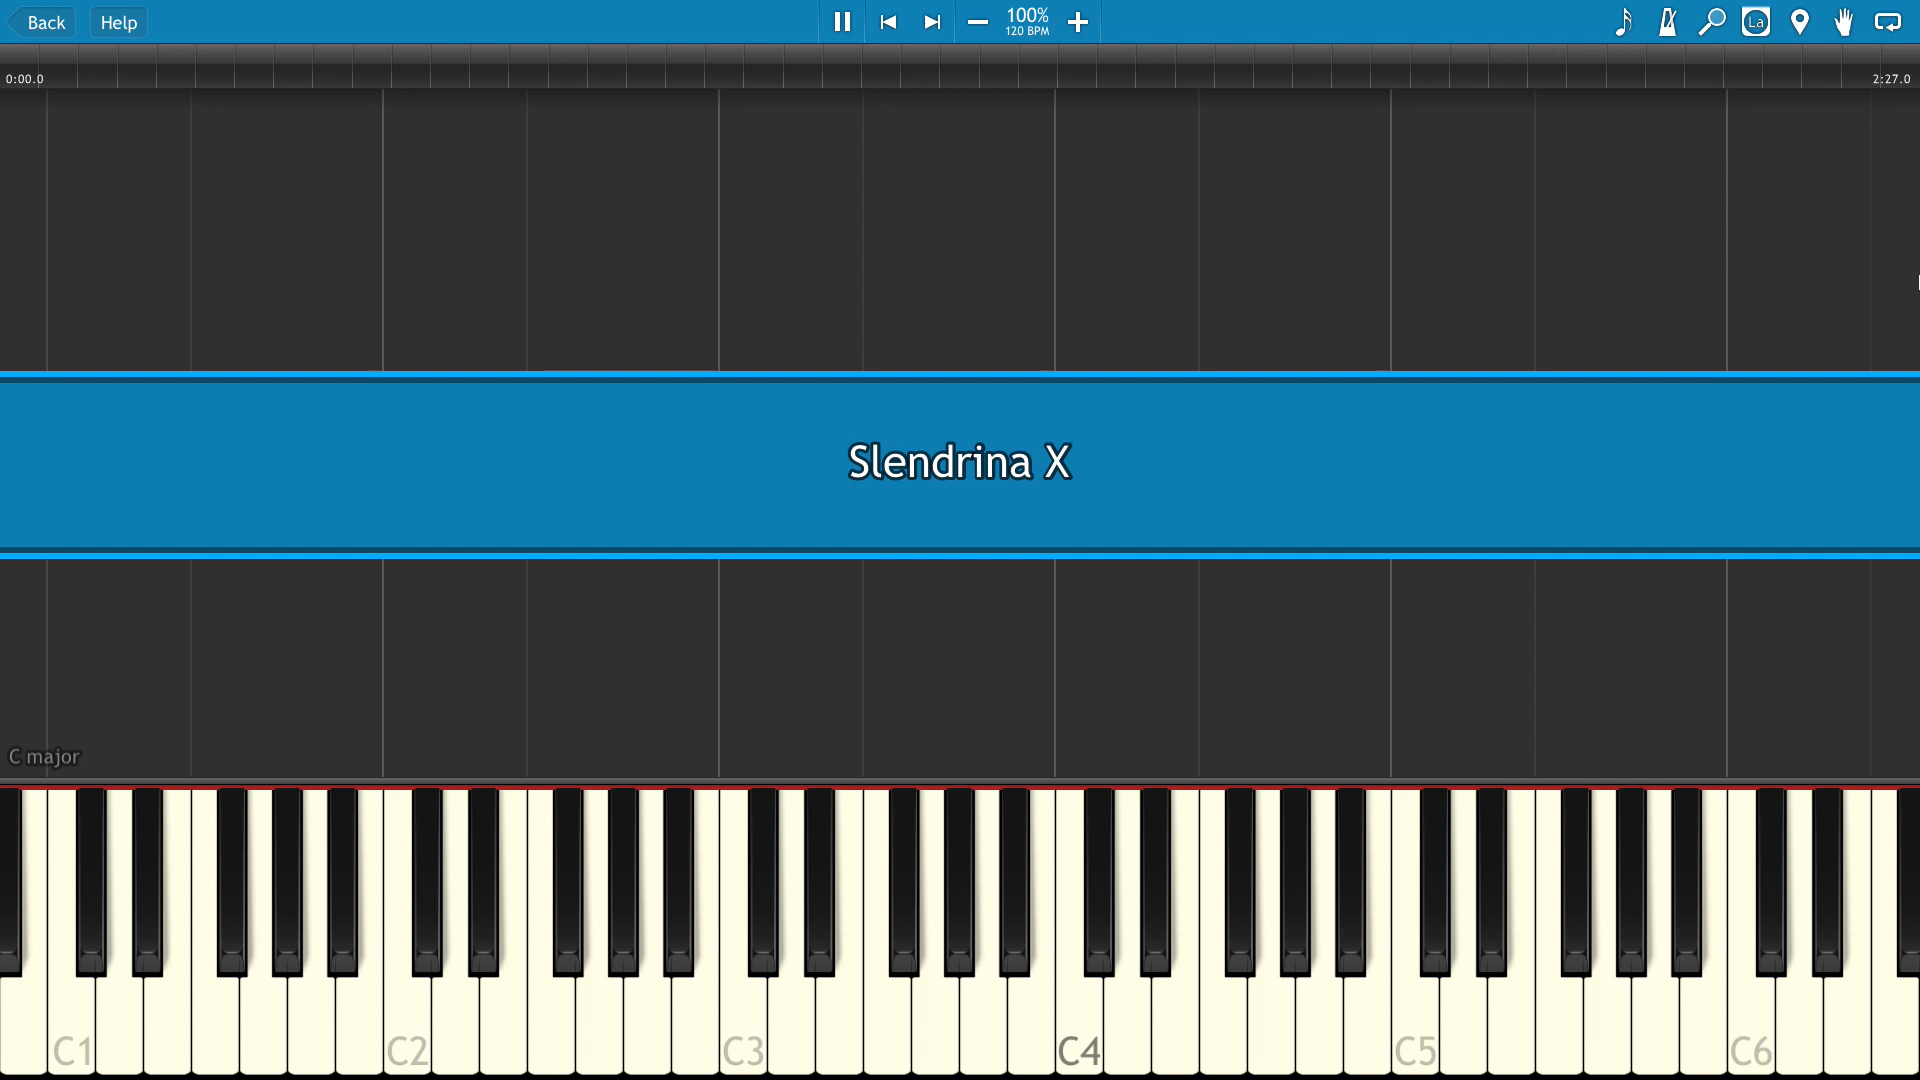 Back
Help
100%
120 BPM
La
0:00.0
2:27.0
Slendrina X
C major
C1
C2
C3
C4
C5
C6